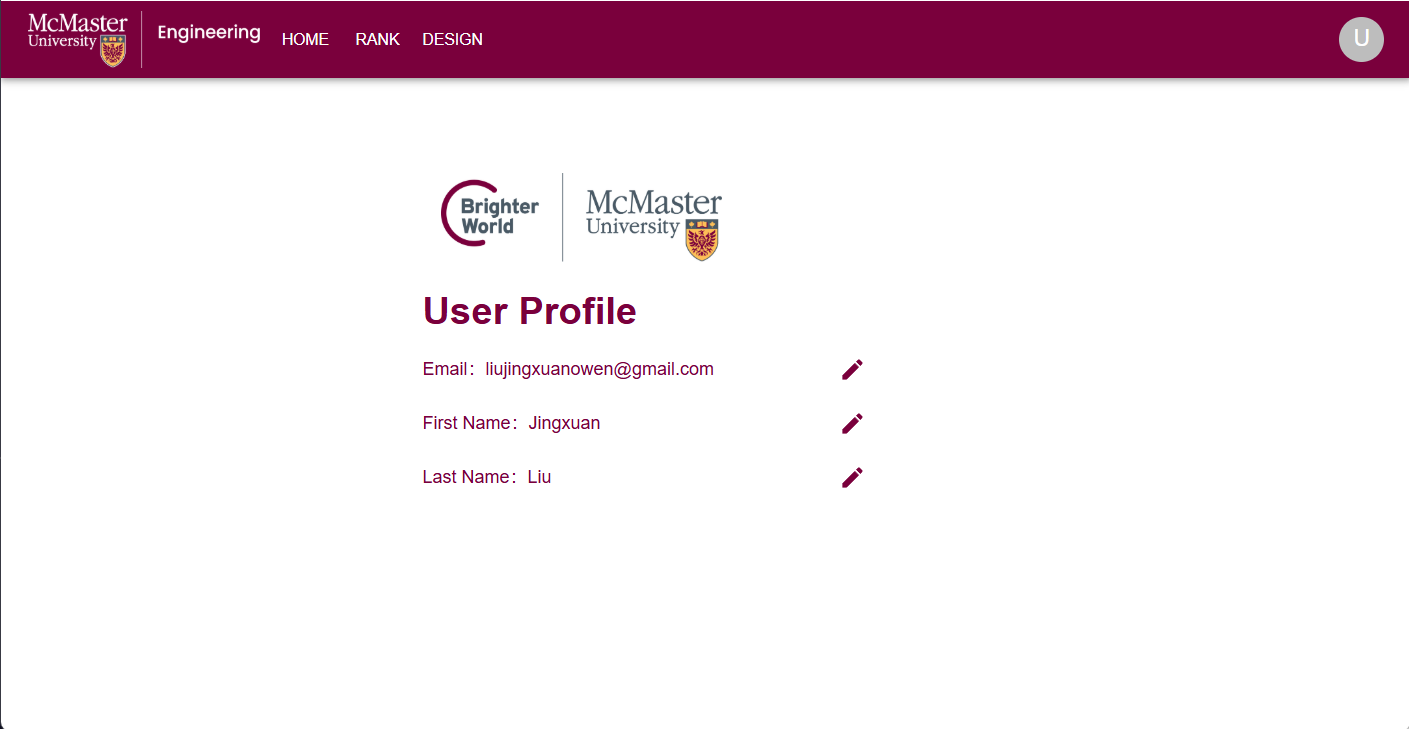 McMaster
University
Engineering
HOME RANK DESIGN
U
Brighter
World
McMaster
University
User Profile
Email：liujingxuanowen@gmail.com
First Name：Jingxuan
Last Name：Liu